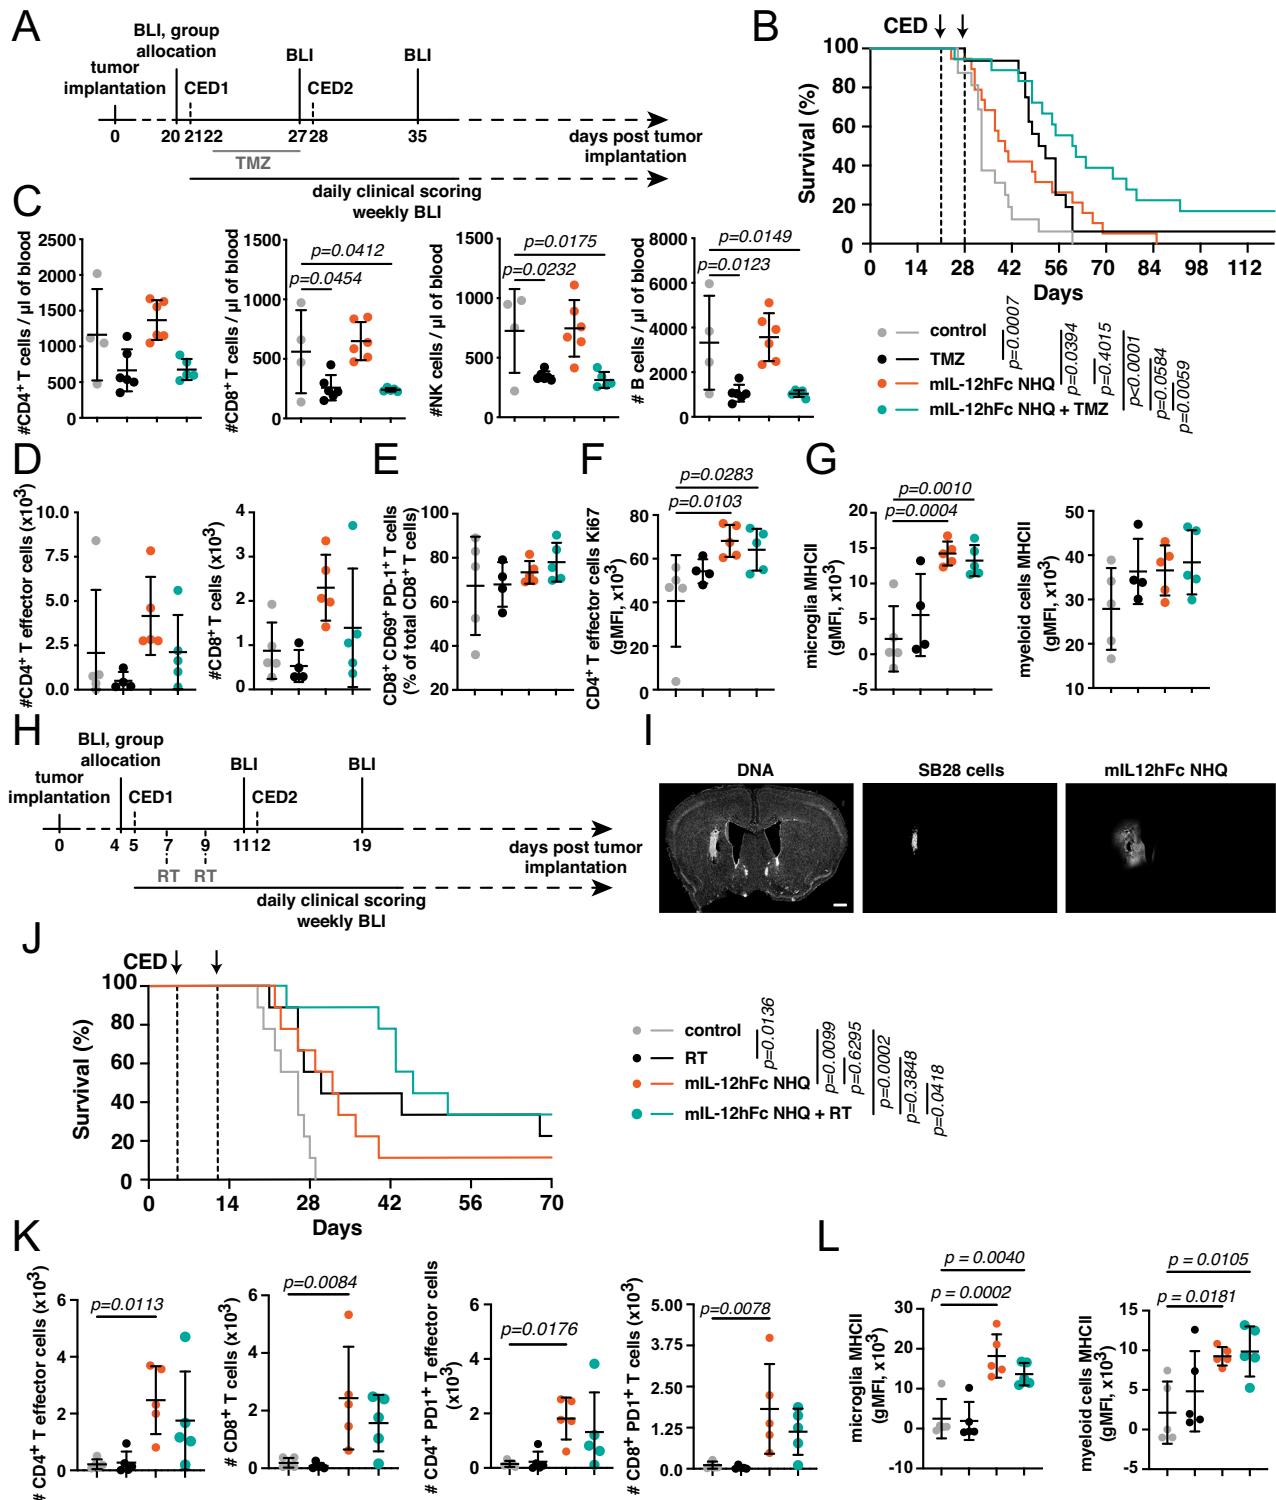 A
BLI, group
allocation
tumor
implantation
BLI
BLI
CED1
CED2
0
20 21 22
27 28
35
TMZ
days post tumor
implantation
daily clinical scoring
weekly BLI
B
CED
Survival (%)
100
80
60
40
20
0
0 14 28 42 56 70 84 98 112
Days
control
TMZ
mIL-12hFc NHQ
mIL-12hFc NHQ + TMZ
p=0.0007
p=0.0394
p=0.4015
p<0.0001
p=0.0584
p=0.0059
C
#CD4+ T cells / µl of blood
2500
2000
1500
1000
500
0
#CD8+ T cells / µl of blood
1500
1000
500
0
p=0.0412
p=0.0454
#NK cells / µl of blood
1500
1000
500
0
p=0.0175
p=0.0232
# B cells / µl of blood
8000
6000
4000
2000
0
p=0.0149
p=0.0123
D
#CD4+ T effector cells (x10³)
10.0
7.5
5.0
2.5
0.0
#CD8+ T cells (x10³)
4
3
2
1
0
E
CD8+ CD69+ PD-1+ T cells
(% of total CD8+ T cells)
100
80
60
40
20
F
CD4+ T effector cells Ki67
(gMFI, x10³)
80
60
40
20
0
p=0.0283
p=0.0103
G
microglia MHCII
(gMFI, x10³)
20
15
10
5
0
-5
p=0.0010
p=0.0004
myeloid cells MHCII
(gMFI, x10³)
50
40
30
20
10
H
BLI, group
allocation
tumor
implantation
BLI
BLI
CED1
CED2
0
4 5 7 9 11 12 19
RT RT
days post tumor
implantation
daily clinical scoring
weekly BLI
I
DNA
SB28 cells
mIL12hFc NHQ
J
CED
Survival (%)
100
80
60
40
20
0
0 14 28 42 56 70
Days
control
RT
mIL-12hFc NHQ
mIL-12hFc NHQ + RT
p=0.0136
p=0.0099
p=0.6295
p=0.0002
p=0.3848
p=0.0418
K
# CD4+ T effector cells (x10³)
6
4
2
0
p=0.0113
# CD8+ T cells (x10³)
6
4
2
0
p=0.0084
# CD4+ PD1+ T effector cells
(x10³)
6
4
2
0
p=0.0176
# CD8+ PD1+ T cells (x10³)
5.00
3.75
2.50
1.25
0.0
p=0.0078
L
microglia MHCII
(gMFI, x10³)
30
20
10
0
-10
p = 0.0040
p = 0.0002
myeloid cells MHCII
(gMFI, x10³)
15
10
5
0
-5
p = 0.0105
p = 0.0181